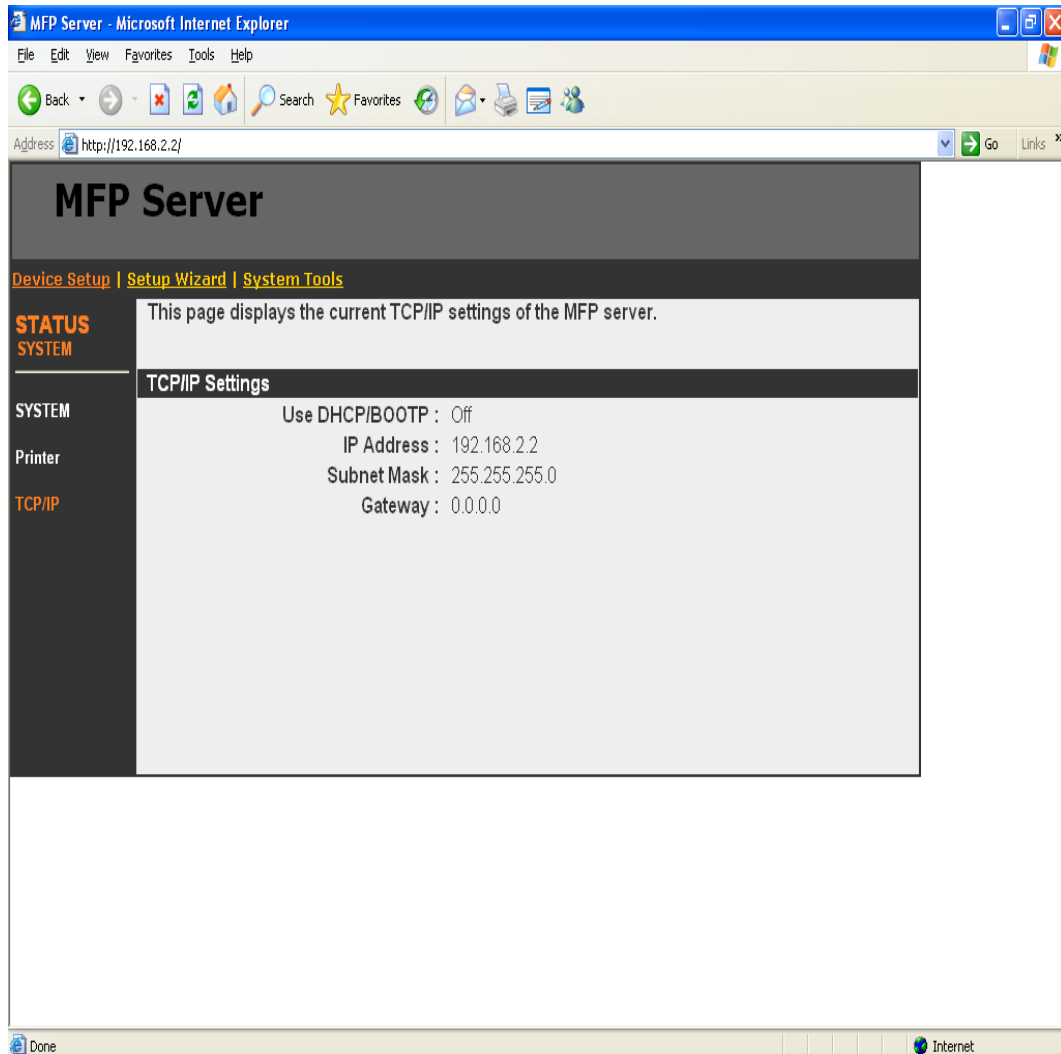 MFP Server - Microsoft Internet Explorer
File Edit View Favorites Tools Help
Back Search Favorites
Address http://192.168.2.2/ Go Links »
MFP Server
Device Setup | Setup Wizard | System Tools
STATUS
SYSTEM
This page displays the current TCP/IP settings of the MFP server.
TCP/IP Settings
SYSTEM
Printer
TCP/IP
Use DHCP/BOOTP : Off
IP Address : 192.168.2.2
Subnet Mask : 255.255.255.0
Gateway : 0.0.0.0
Done Internet